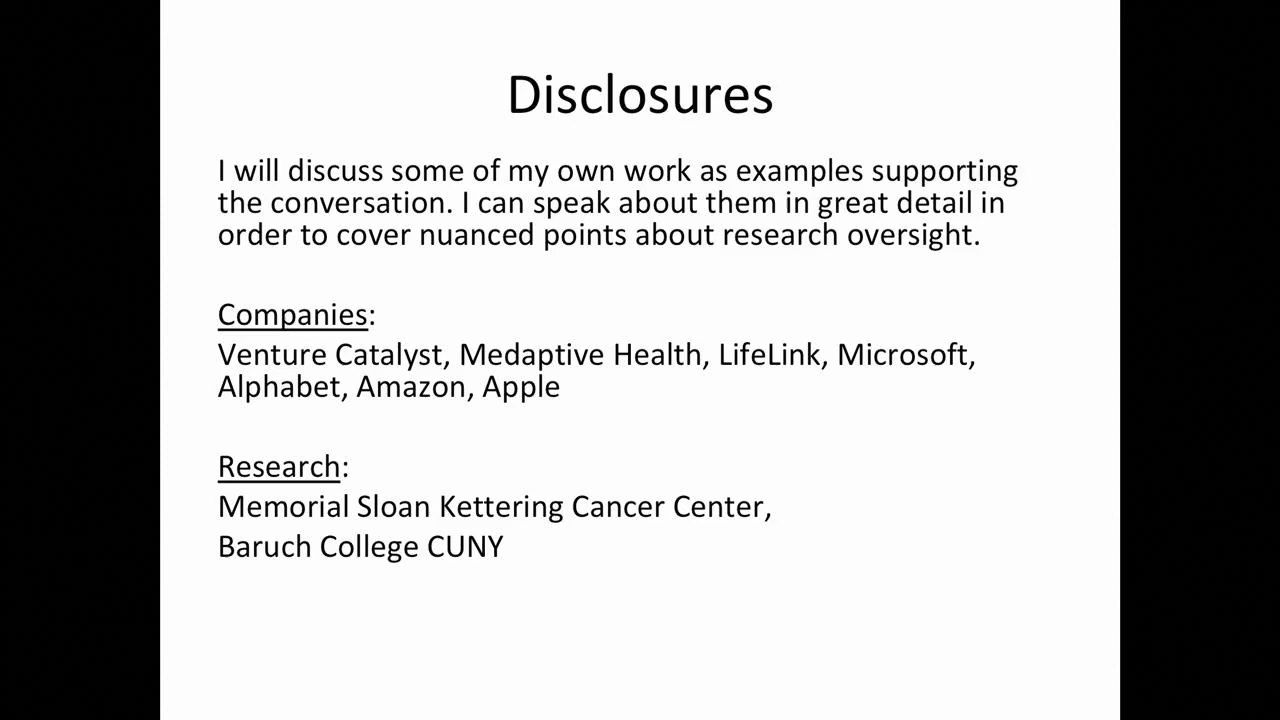 Disclosures
I will discuss some of my own work as examples supporting
the conversation. I can speak about them in great detail in
order to cover nuanced points about research oversight.
Companies:
Venture Catalyst, Medaptive Health, LifeLink, Microsoft,
Alphabet, Amazon, Apple
Research:
Memorial Sloan Kettering Cancer Center,
Baruch College CUNY